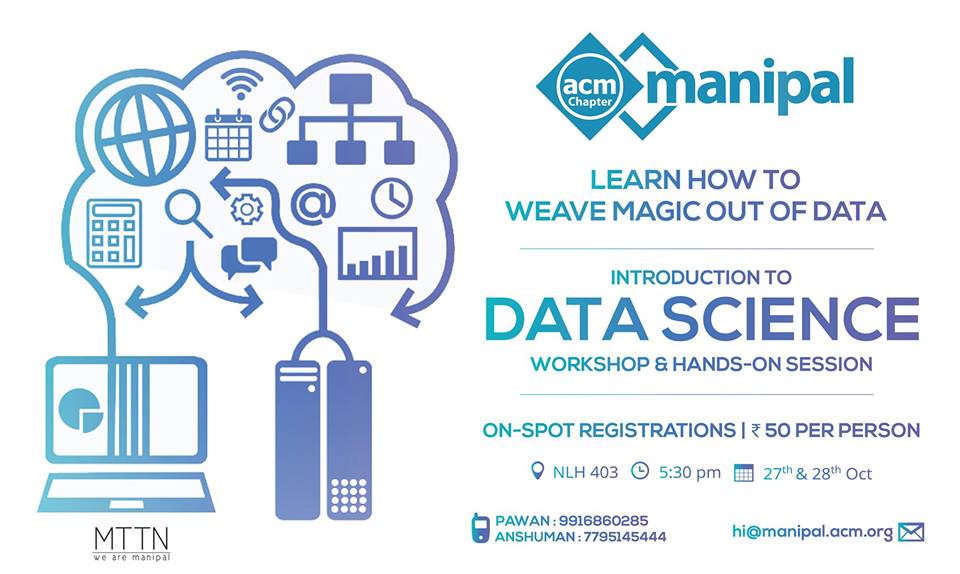 acm
Chapter
manipal
LEARN HOW TO
WEAVE MAGIC OUT OF DATA
INTRODUCTION TO
DATA SCIENCE
WORKSHOP & HANDS-ON SESSION
ON-SPOT REGISTRATIONS | ₹ 50 PER PERSON
NLH 403 5:30 pm 27th & 28th Oct
PAWAN : 9916860285
ANSHUMAN : 7795145444
hi@manipal.acm.org
@
MTTN
we are manipal